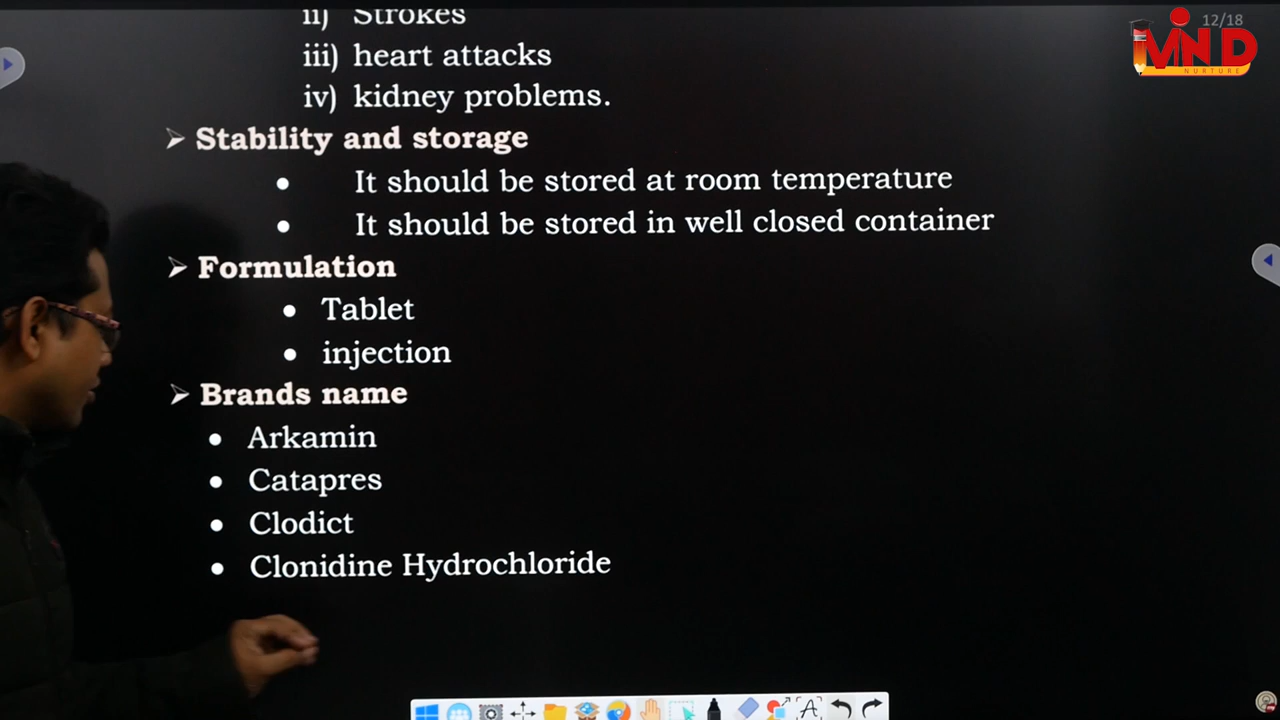 12/18
MIND
NURTURE
ii) Strokes
iii) heart attacks
iv) kidney problems.
➢ Stability and storage
• It should be stored at room temperature
• It should be stored in well closed container
➢ Formulation
• Tablet
• injection
➢ Brands name
• Arkamin
• Catapres
• Clodict
• Clonidine Hydrochloride
A